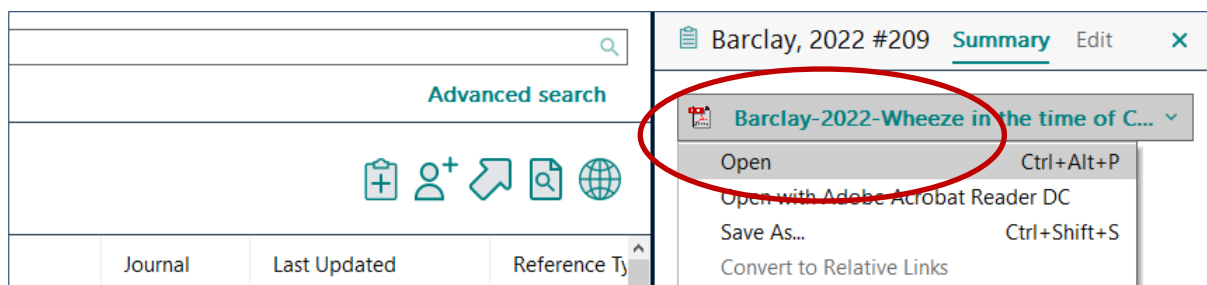 Advanced search
Journal Last Updated Reference Ty
Barclay, 2022 #209 Summary Edit ×
Barclay-2022-Wheeze in the time of C...
Open Ctrl+Alt+P
Open with Adobe Acrobat Reader DC
Save As... Ctrl+Shift+S
Convert to Relative Links